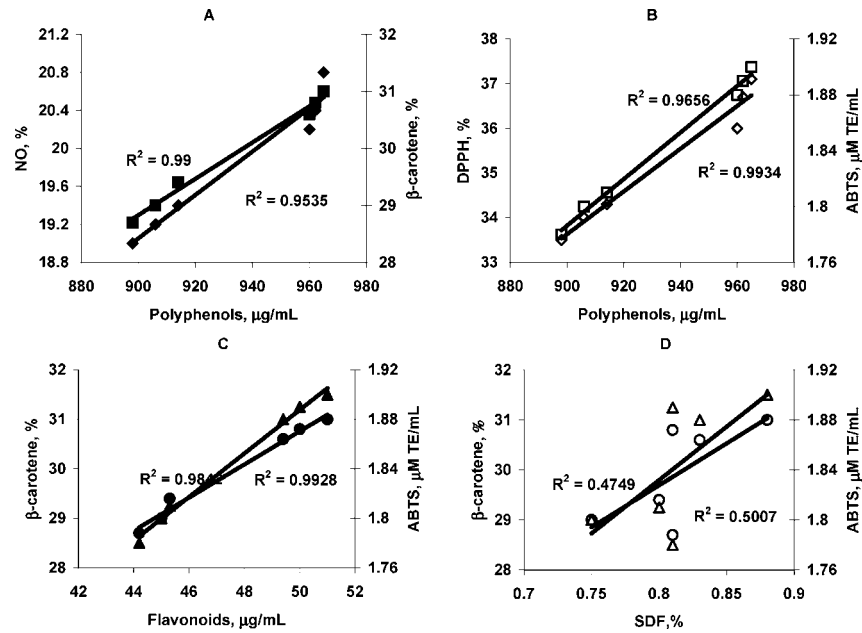 A
21.2
20.8
20.4
20
19.6
19.2
18.8
NO, %
32
31
30
29
28
β-carotene, %
R² = 0.99
R² = 0.9535
880 900 920 940 960 980
Polyphenols, µg/mL
B
38
37
36
35
34
33
DPPH, %
1.92
1.88
1.84
1.8
1.76
ABTS, µM TE/mL
R² = 0.9656
R² = 0.9934
880 900 920 940 960 980
Polyphenols, µg/mL
C
32
31
30
29
28
β-carotene, %
1.92
1.88
1.84
1.8
1.76
ABTS, µM TE/mL
R² = 0.984
R² = 0.9928
42 44 46 48 50 52
Flavonoids, µg/mL
D
32
31
30
29
28
β-carotene, %
1.92
1.88
1.84
1.8
1.76
ABTS, µM TE/mL
R² = 0.4749
R² = 0.5007
0.7 0.75 0.8 0.85 0.9
SDF,%